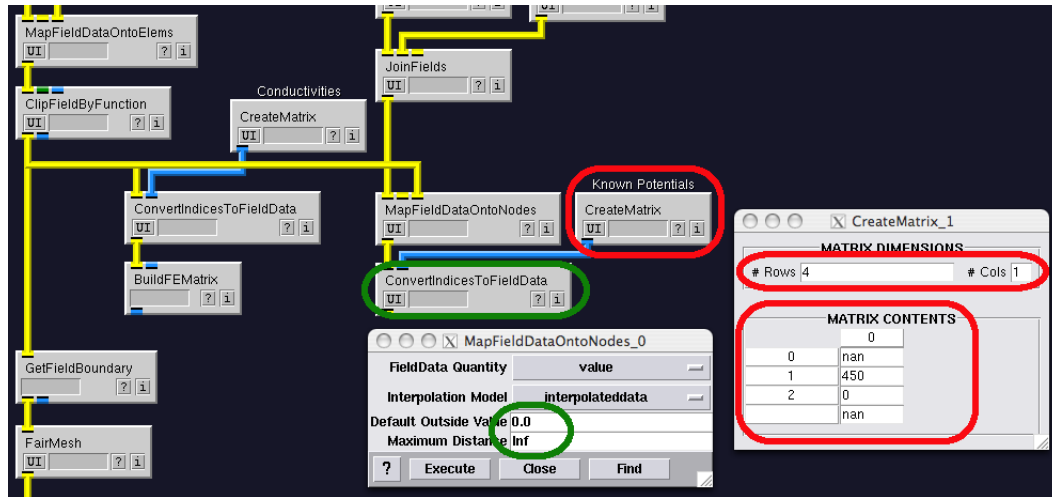 MapFieldDataOntoElems
UI ? i
ClipFieldByFunction
UI ? i
Conductivities
CreateMatrix
UI ? i
UI ? i
UI ? i
JoinFields
UI ? i
ConvertIndicesToFieldData
UI ? i
BuildFEMatrix
? i
MapFieldDataOntoNodes
UI ? i
Known Potentials
CreateMatrix
UI ? i
ConvertIndicesToFieldData
UI ? i
GetFieldBoundary
? i
FairMesh
UI ? i
X MapFieldDataOntoNodes_0
FieldData Quantity value
Interpolation Model interpolateddata
Default Outside Value 0.0
Maximum Distance Inf
? Execute Close Find
X CreateMatrix_1
MATRIX DIMENSIONS
# Rows 4 # Cols 1
MATRIX CONTENTS
0
0 nan
1 450
2 0
nan